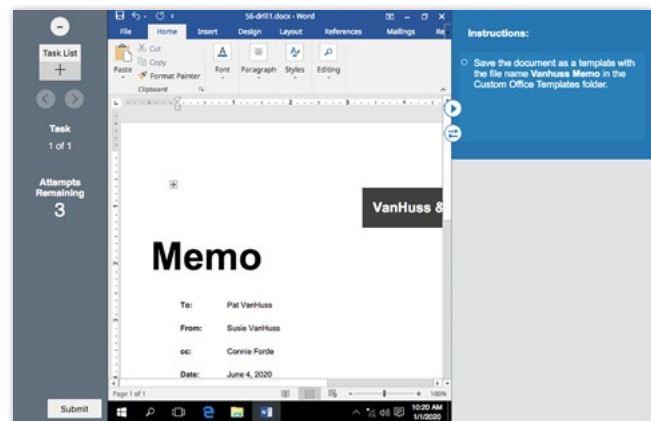 56-drill1.docx - Word
File Home Insert Design Layout References Mailings Re
Task List
Cut
Copy
Format Painter
Paste
Font Paragraph Styles Editing
Clipboard
Task
1 of 1
Attempts
Remaining
3
VanHuss &
Memo
To: Pat VanHuss
From: Susie VanHuss
cc: Connie Forde
Date: June 4, 2020
Page 1 of 1
100%
10:20 AM
1/1/2020
Submit
Instructions:
Save the document as a template with
the file name Vanhuss Memo in the
Custom Office Templates folder.